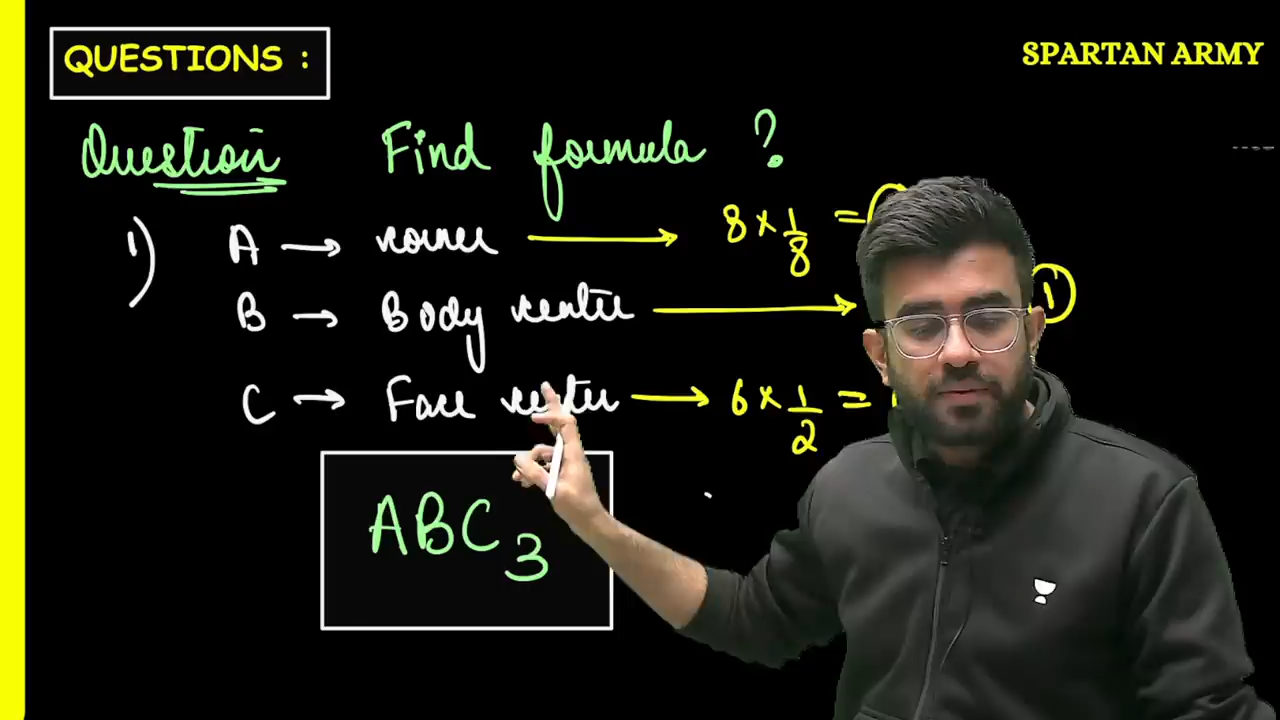 QUESTIONS :
SPARTAN ARMY
Question Find formula ?
1) A → corner → 8 × 1/8 =
B → Body centre → 1
C → Face center → 6 × 1/2 =
ABC3